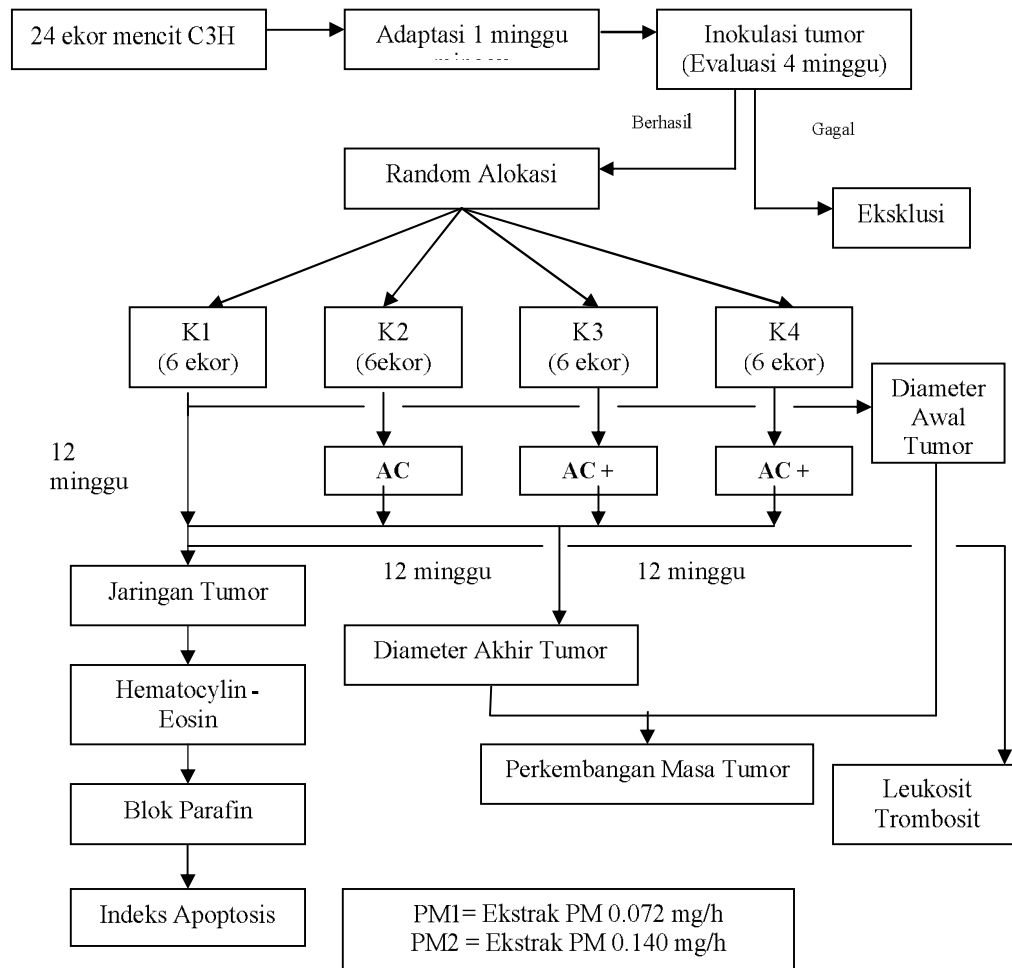 24 ekor mencit C3H
Adaptasi 1 minggu
Inokulasi tumor
(Evaluasi 4 minggu)
Berhasil
Gagal
Random Alokasi
Eksklusi
K1
(6 ekor)
K2
(6ekor)
K3
(6 ekor)
K4
(6 ekor)
Diameter
Awal
Tumor
12
minggu
AC
AC +
AC +
12 minggu
12 minggu
Jaringan Tumor
Diameter Akhir Tumor
Hematocylin -
Eosin
Perkembangan Masa Tumor
Leukosit
Trombosit
Blok Parafin
Indeks Apoptosis
PM1= Ekstrak PM 0.072 mg/h
PM2 = Ekstrak PM 0.140 mg/h